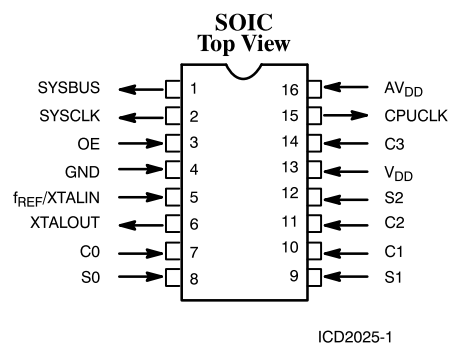 SOIC
Top View
SYSBUS 1 16 AVDD
SYSCLK 2 15 CPUCLK
OE 3 14 C3
GND 4 13 VDD
fREF/XTALIN 5 12 S2
XTALOUT 6 11 C2
C0 7 10 C1
S0 8 9 S1
ICD2025-1